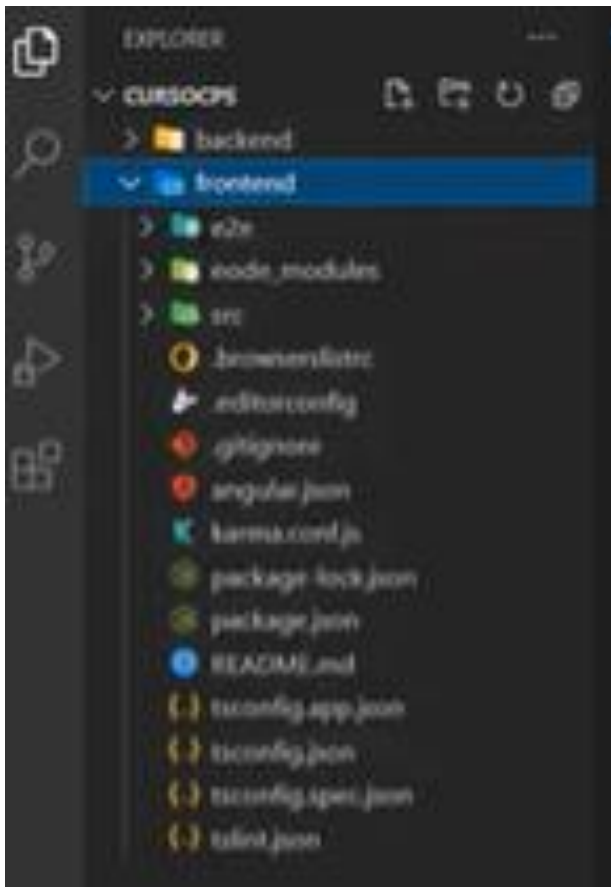 EXPLORER
CURSOCPS
backend
frontend
e2e
node_modules
src
.browserslistrc
.editorconfig
.gitignore
angular.json
karma.conf.js
package-lock.json
package.json
README.md
tsconfig.app.json
tsconfig.json
tsconfig.spec.json
tslint.json